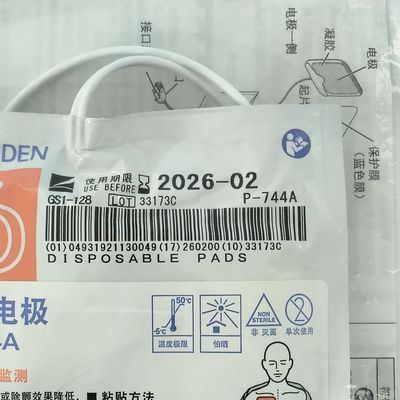 接口
电极一侧
凝胶
电极
起片
保护膜
(蓝色膜)
DEN
使用期限
USE BEFORE
2026-02
GS1-128
LOT 33173C
P-744A
(01)04931921130049(17)260200(10)33173C
DISPOSABLE PADS
电极
-A
监测
50℃
-5℃
温度极限
怕晒
NON
STERILE
非灭菌
单次使用
或除颤效果降低。
■ 粘贴方法